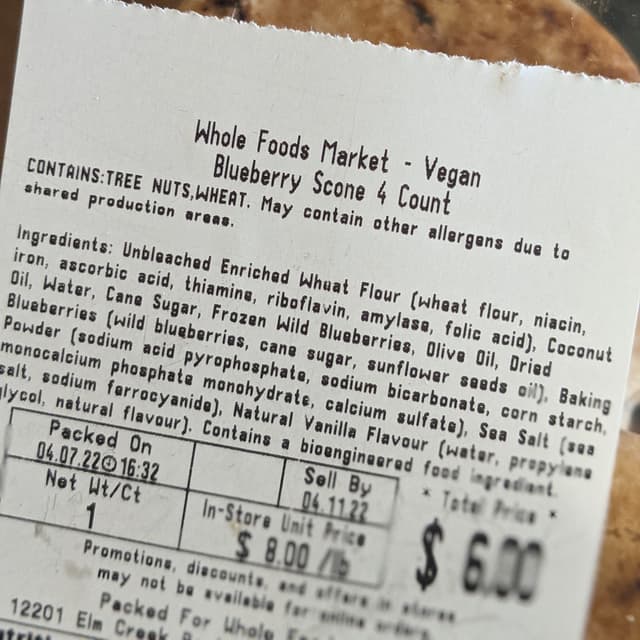 Whole Foods Market - Vegan
Blueberry Scone 4 Count
CONTAINS:TREE NUTS,WHEAT. May contain other allergens due to
shared production areas.
Ingredients: Unbleached Enriched Wheat Flour (wheat flour, niacin,
iron, ascorbic acid, thiamine, riboflavin, amylase, folic acid), Coconut
Oil, Water, Cane Sugar, Frozen Wild Blueberries, Olive Oil, Dried
Blueberries (wild blueberries, cane sugar, sunflower seeds oil), Baking
Powder (sodium acid pyrophosphate, sodium bicarbonate, corn starch,
monocalcium phosphate monohydrate, calcium sulfate), Sea Salt (sea
salt, sodium ferrocyanide), Natural Vanilla Flavour (water, propylene
glycol, natural flavour). Contains a bioengineered food ingredient.
Packed On
04.07.22 16:32
Sell By
04.11.22
* Total Price *
$ 6.00
Net Wt/Ct
1
In-Store Unit Price
$ 8.00 /lb
Promotions, discounts, and offers in stores
may not be available for online orders
Packed For Whole
12201 Elm Creek